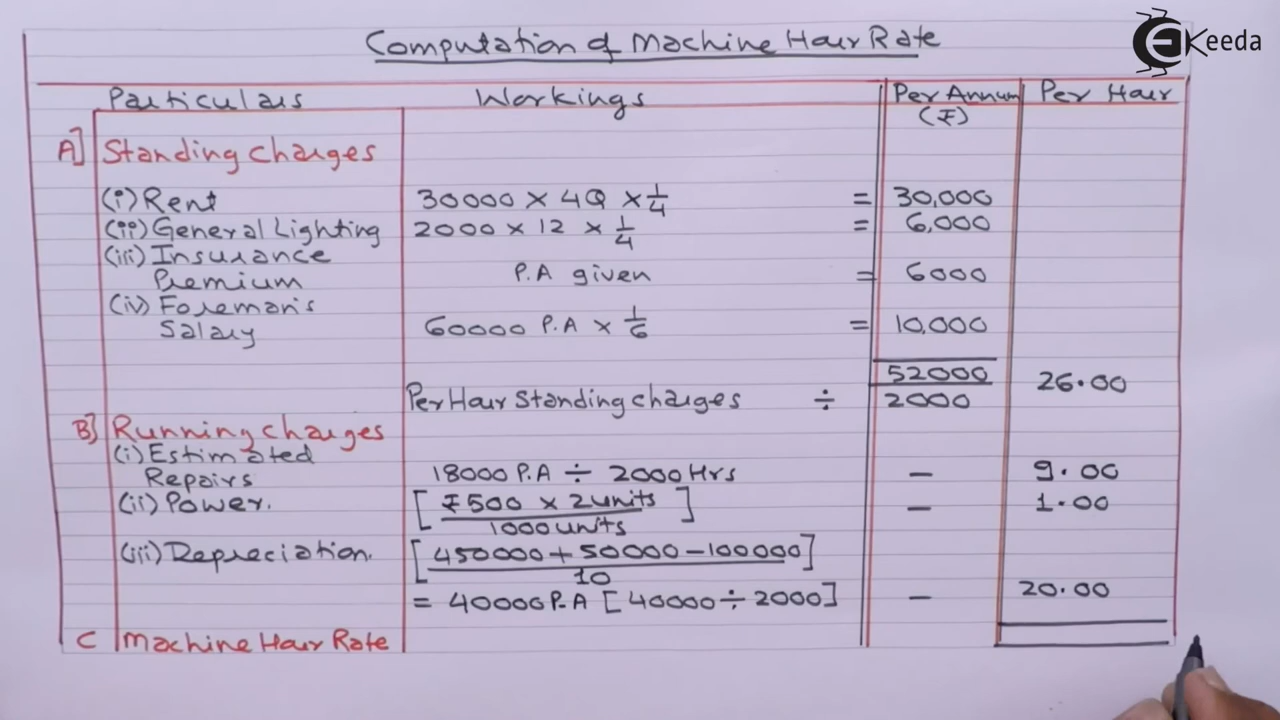 Computation of Machine Hour Rate
EKeeda
Particulars Workings Per Annum Per Hour
(₹)
A] Standing Charges
(i) Rent 30000 × 4Q × 1/4 = 30,000
(ii) General Lighting 2000 × 12 × 1/4 = 6,000
(iii) Insurance
Premium P.A given = 6000
(iv) Foreman's
Salary 60000 P.A × 1/6 = 10,000
52000 26.00
Per Hour Standing charges ÷ 2000
B] Running charges
(i) Estimated
Repairs 18000 P.A ÷ 2000 Hrs – 9.00
(ii) Power. [₹500 × 2 units / 1000 units] – 1.00
(iii) Depreciation. [450000 + 50000 – 100000 / 10]
= 40000 P.A [40000 ÷ 2000] – 20.00
C Machine Hour Rate